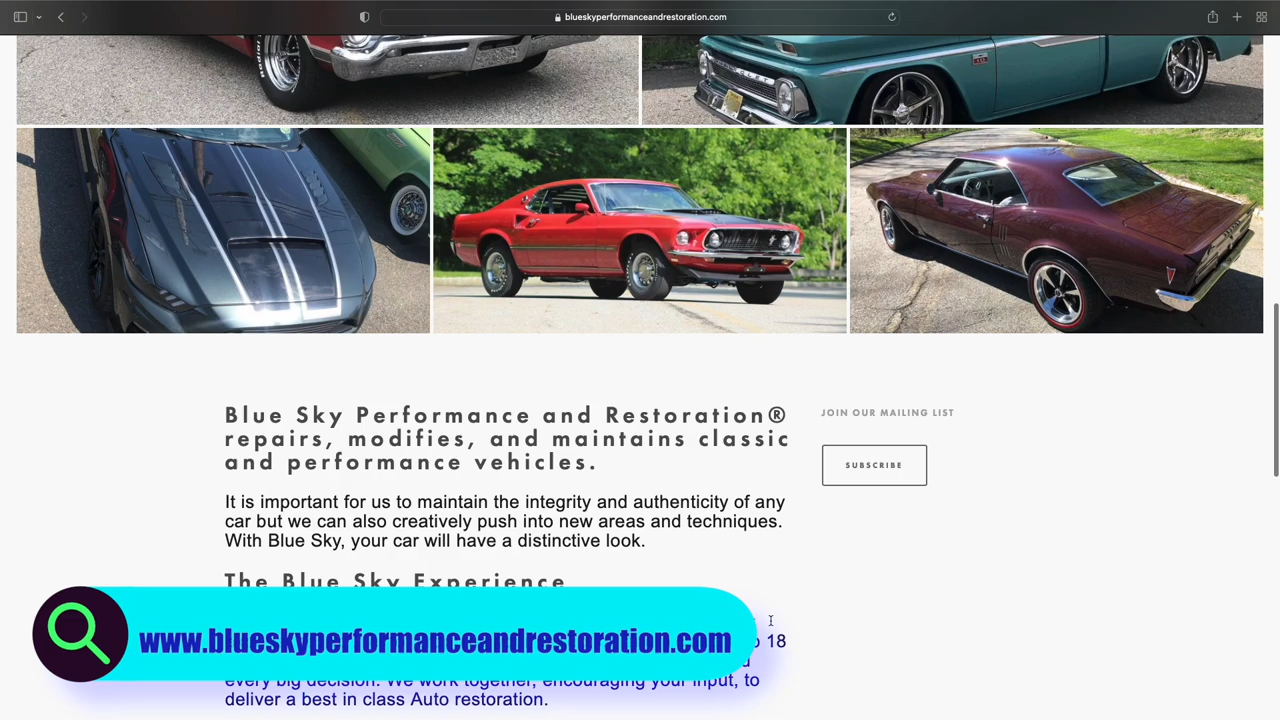 blueskyperformanceandrestoration.com
CHEVROLET
Blue Sky Performance and Restoration®
repairs, modifies, and maintains classic
and performance vehicles.
JOIN OUR MAILING LIST
SUBSCRIBE
It is important for us to maintain the integrity and authenticity of any
car but we can also creatively push into new areas and techniques.
With Blue Sky, your car will have a distinctive look.
The Blue Sky Experience
18
www.blueskyperformanceandrestoration.com
every big decision. We work together, encouraging your input, to
deliver a best in class Auto restoration.